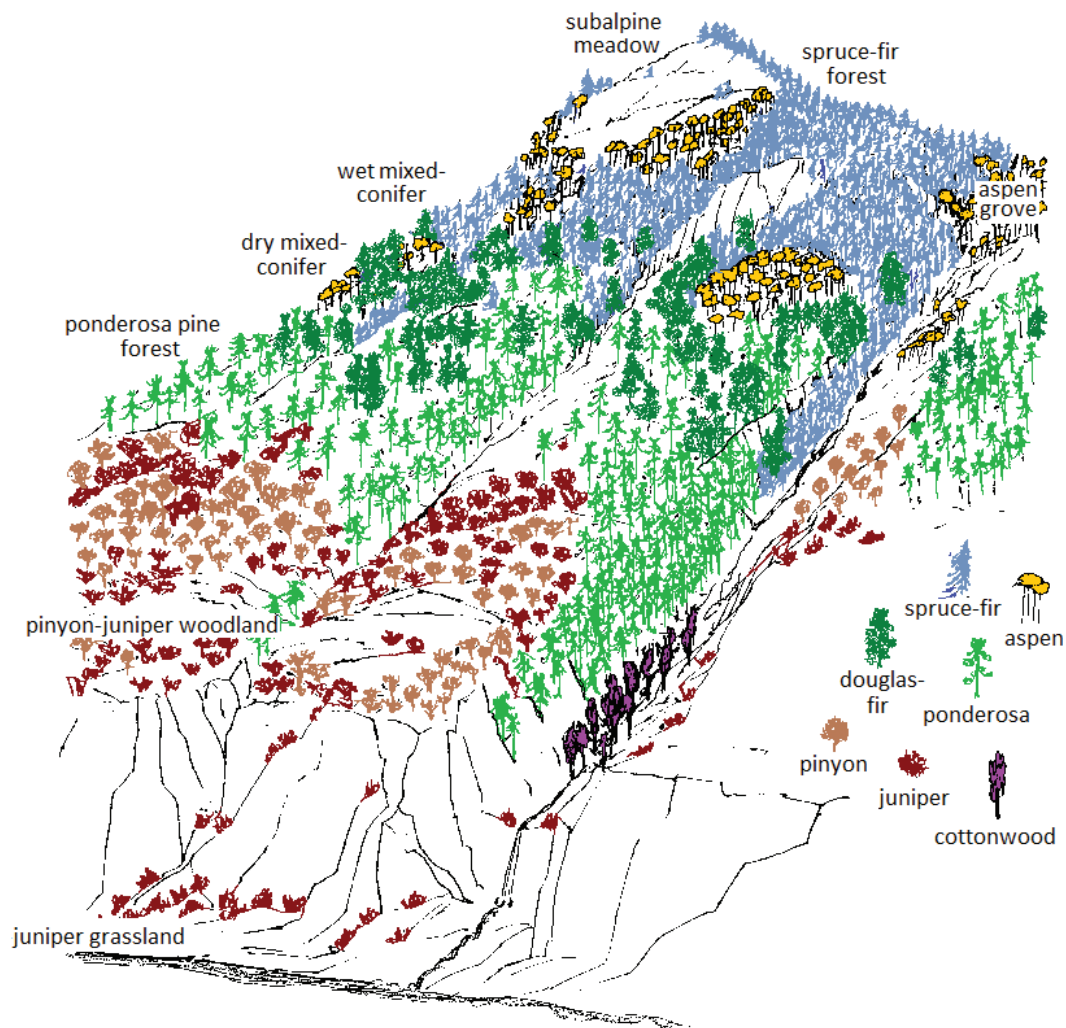 subalpine
meadow
spruce-fir
forest
wet mixed-
conifer
aspen
grove
dry mixed-
conifer
ponderosa pine
forest
pinyon-juniper woodland
juniper grassland
spruce-fir
aspen
douglas-
fir
ponderosa
pinyon
juniper
cottonwood